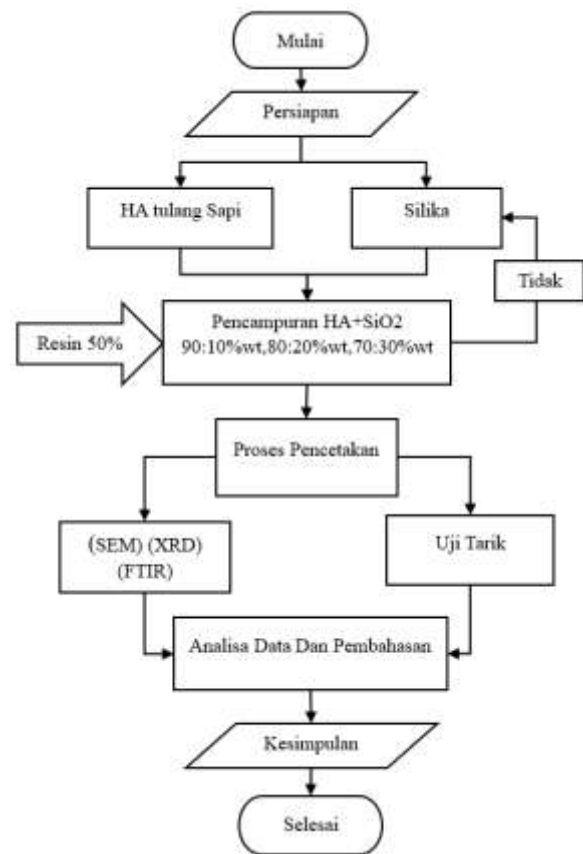 Mulai
Persiapan
HA tulang Sapi
Silika
Tidak
Resin 50%
Pencampuran HA+SiO2
90:10%wt,80:20%wt,70:30%wt
Proses Pencetakan
(SEM) (XRD)
(FTIR)
Uji Tarik
Analisa Data Dan Pembahasan
Kesimpulan
Selesai